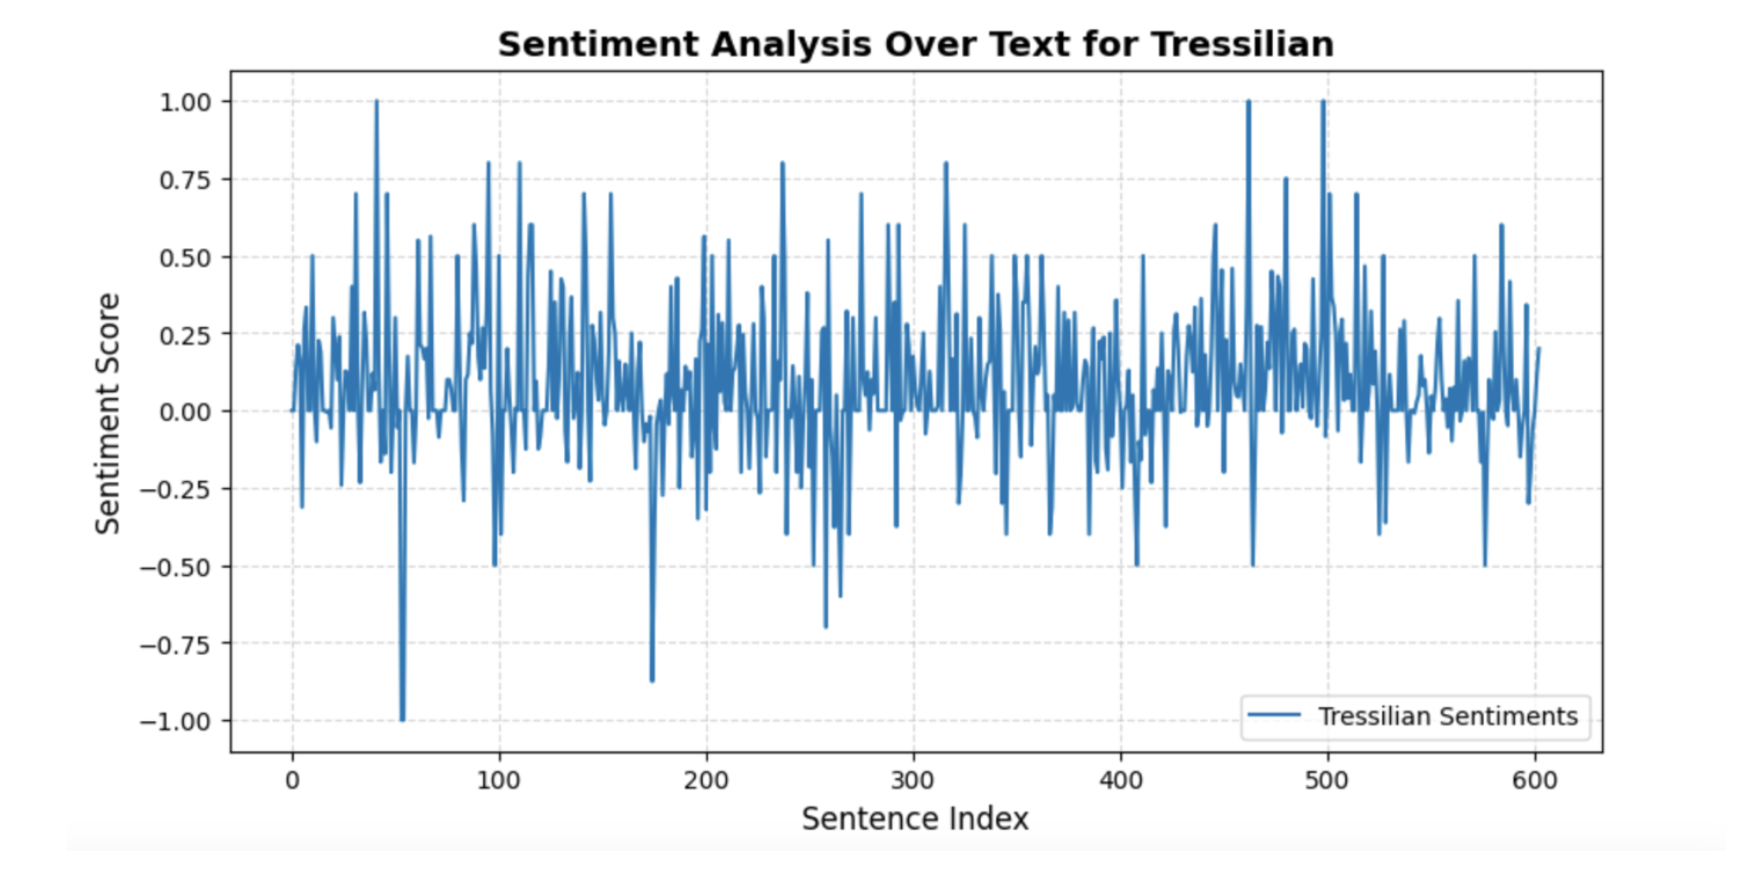 Sentiment Analysis Over Text for Tressilian
1.00
0.75
0.50
0.25
0.00
−0.25
−0.50
−0.75
−1.00
Sentiment Score
Tressilian Sentiments
0 100 200 300 400 500 600
Sentence Index